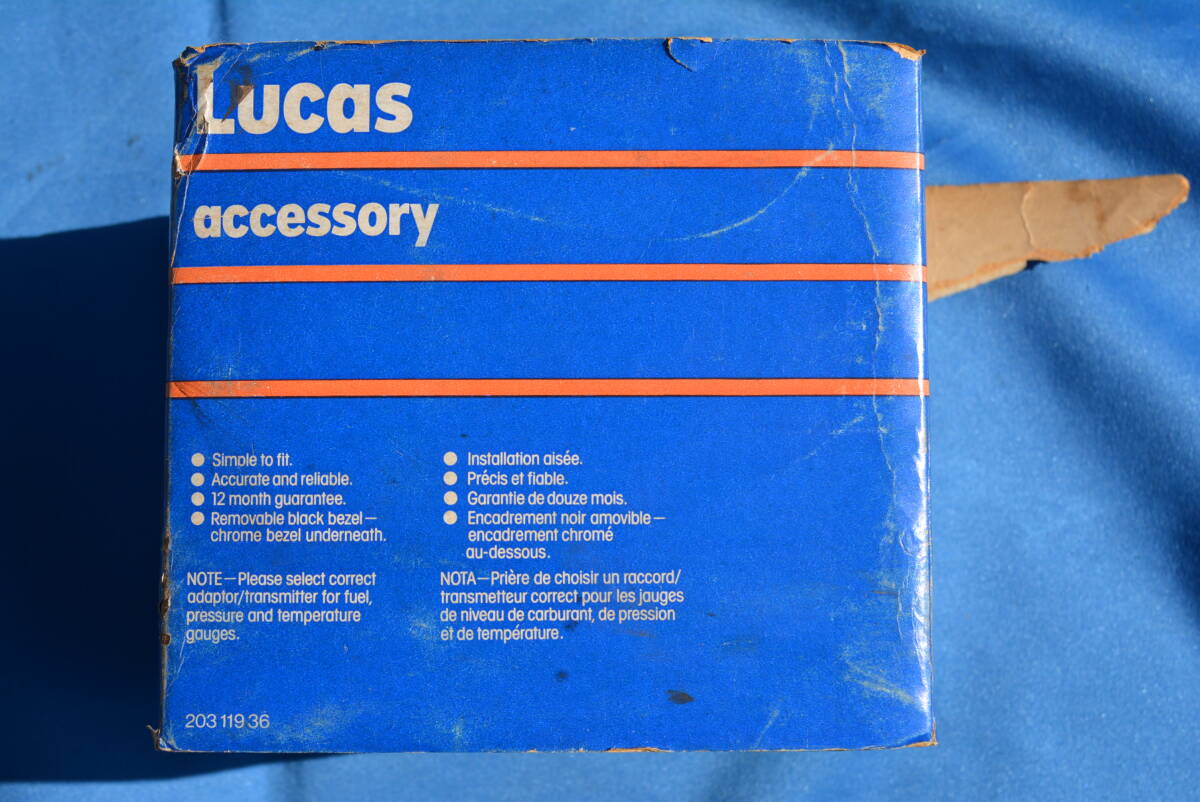 Lucas
accessory
● Simple to fit.
● Accurate and reliable.
● 12 month guarantee.
● Removable black bezel—
chrome bezel underneath.
NOTE—Please select correct
adaptor/transmitter for fuel,
pressure and temperature
gauges.
● Installation aisée.
● Précis et fiable.
● Garantie de douze mois.
● Encadrement noir amovible—
encadrement chromé
au-dessous.
NOTA—Prière de choisir un raccord/
transmetteur correct pour les jauges
de niveau de carburant, de pression
et de température.
203 119 36